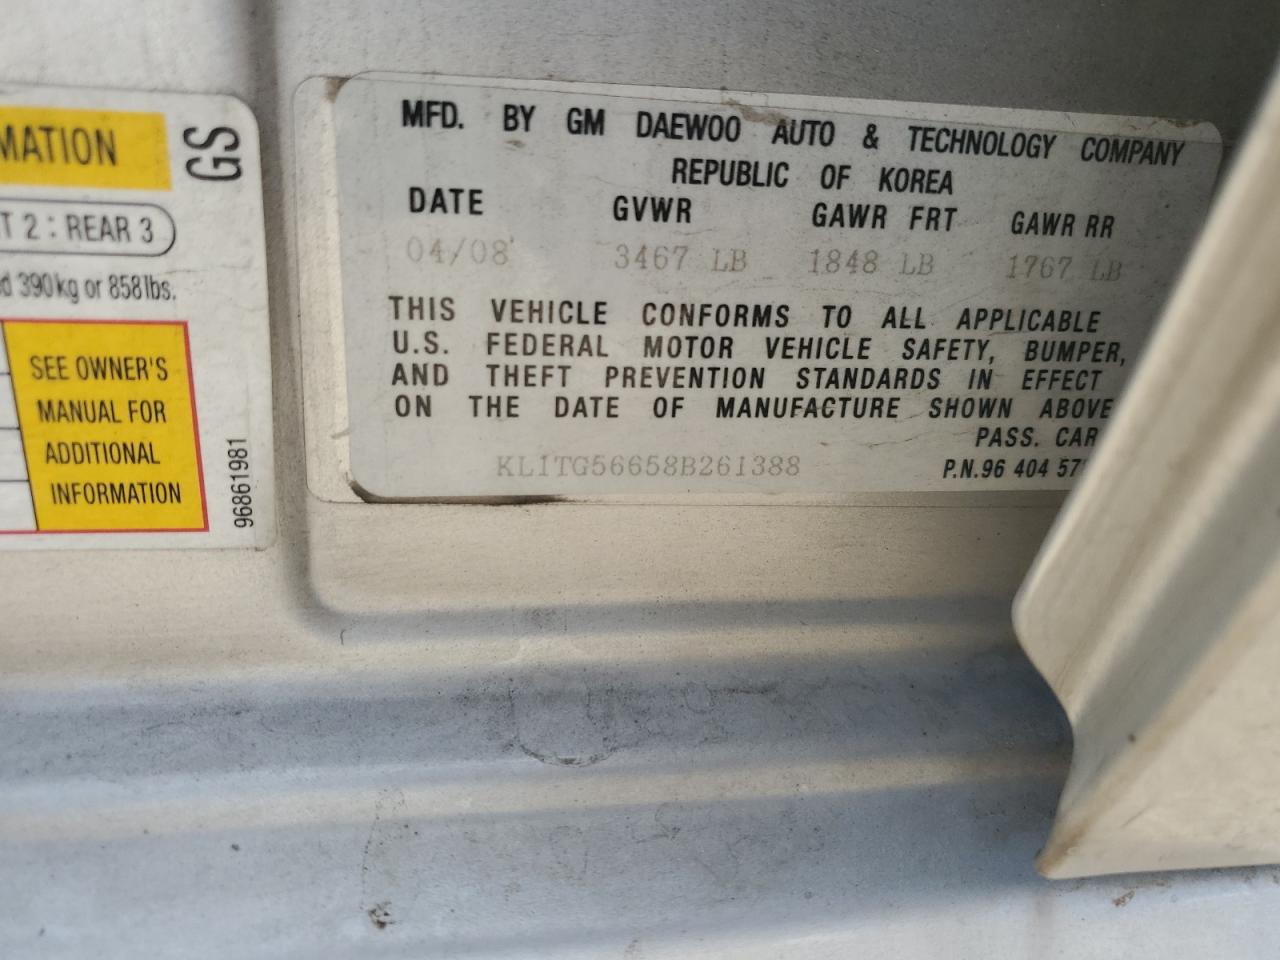 MATION
GS
T 2 : REAR 3
d 390kg or 858lbs.
SEE OWNER'S
MANUAL FOR
ADDITIONAL
INFORMATION
96861981
MFD. BY GM DAEWOO AUTO & TECHNOLOGY COMPANY
REPUBLIC OF KOREA
DATE GVWR GAWR FRT GAWR RR
04/08 3467 LB 1848 LB 1767 LB
THIS VEHICLE CONFORMS TO ALL APPLICABLE
U.S. FEDERAL MOTOR VEHICLE SAFETY, BUMPER,
AND THEFT PREVENTION STANDARDS IN EFFECT
ON THE DATE OF MANUFACTURE SHOWN ABOVE
PASS. CAR
KL1TG56658B261388 P.N.96 404 57